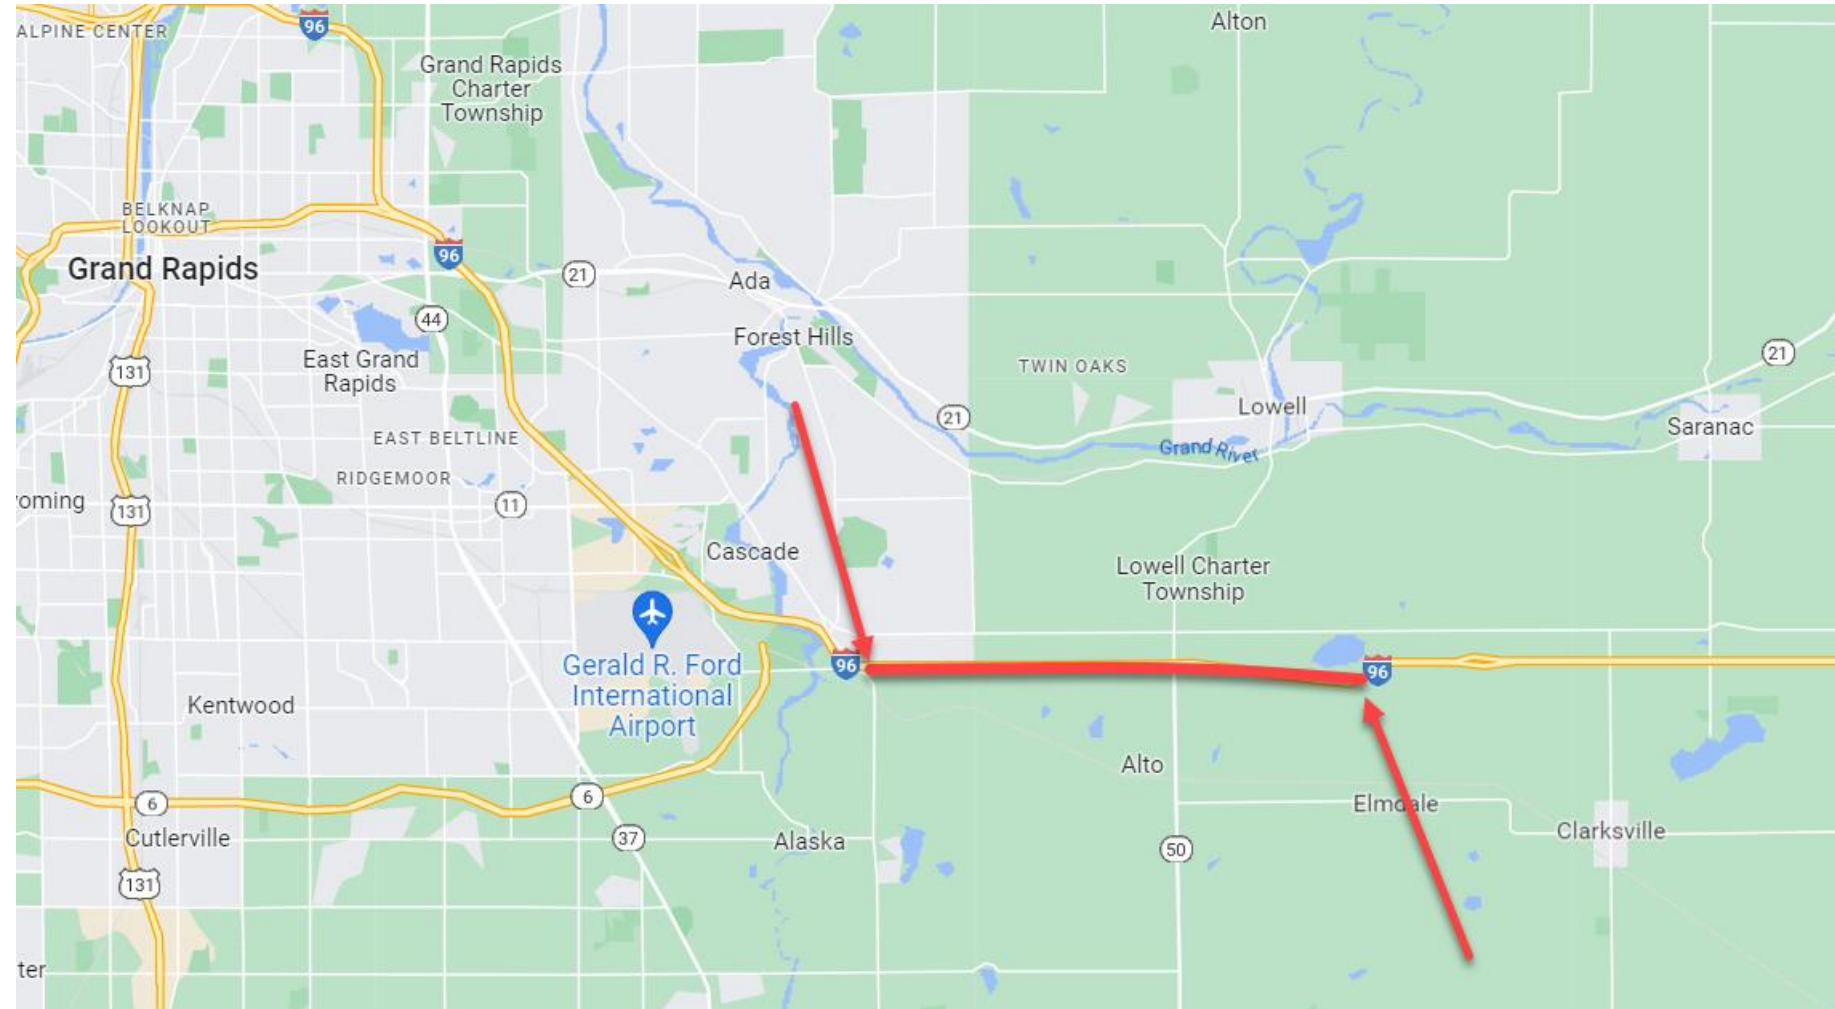 96
Alton
ALPINE CENTER
Grand Rapids
Charter
Township
BELKNAP
LOOKOUT
96
Grand Rapids
21
Ada
44
Forest Hills
21
East Grand
Rapids
131
TWIN OAKS
Lowell
21
Saranac
EAST BELTLINE
Grand River
RIDGEMOOR
oming
131
11
Cascade
Lowell Charter
Township
96
96
Gerald R. Ford
International
Airport
Kentwood
Alto
6
6
Elmdale
Cutlerville
37
Alaska
Clarksville
50
131
ter